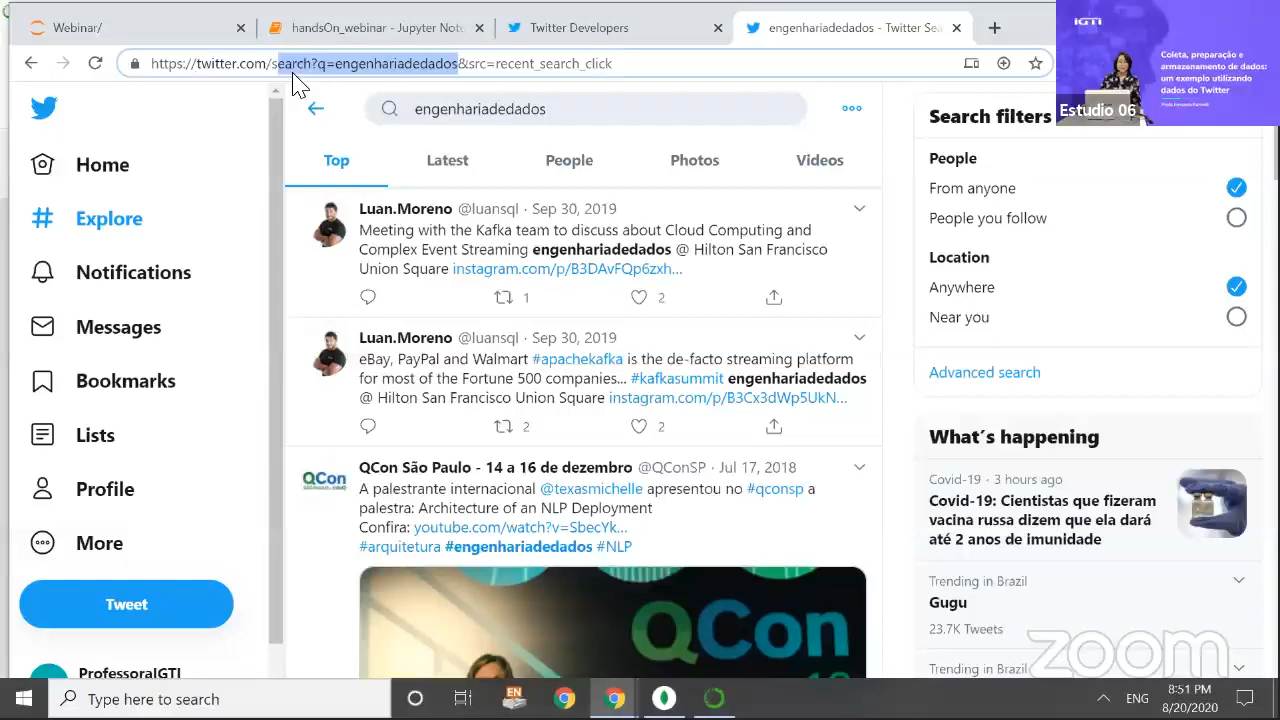 Webinar/
handsOn_webinar - Jupyter Note
Twitter Developers
engenhariadedados - Twitter Sea
https://twitter.com/search?q=engenhariadedados&src=recent_search_click
IGTI
Coleta, preparação e
armazenamento de dados:
um exemplo utilizando
dados do Twitter
Estudio 06
Home
Explore
Notifications
Messages
Bookmarks
Lists
Profile
More
Tweet
ProfessoraIGTI
engenhariadedados
Top
Latest
People
Photos
Videos
Luan.Moreno @luansql · Sep 30, 2019
Meeting with the Kafka team to discuss about Cloud Computing and
Complex Event Streaming engenhariadedados @ Hilton San Francisco
Union Square instagram.com/p/B3DAvFQp6zxh...
1
2
Luan.Moreno @luansql · Sep 30, 2019
eBay, PayPal and Walmart #apachekafka is the de-facto streaming platform
for most of the Fortune 500 companies... #kafkasummit engenhariadedados
@ Hilton San Francisco Union Square instagram.com/p/B3Cx3dWp5UkN...
2
2
QCon São Paulo - 14 a 16 de dezembro @QConSP · Jul 17, 2018
QCon
A palestrante internacional @texasmichelle apresentou no #qconsp a
palestra: Architecture of an NLP Deployment
Confira: youtube.com/watch?v=SbecYk...
#arquitetura #engenhariadedados #NLP
QCon
Search filters
People
From anyone
People you follow
Location
Anywhere
Near you
Advanced search
What's happening
Covid-19 · 3 hours ago
Covid-19: Cientistas que fizeram
vacina russa dizem que ela dará
até 2 anos de imunidade
Trending in Brazil
Gugu
23.7K Tweets
Trending in Brazil
zoom
Type here to search
EN
ENG
8:51 PM
8/20/2020